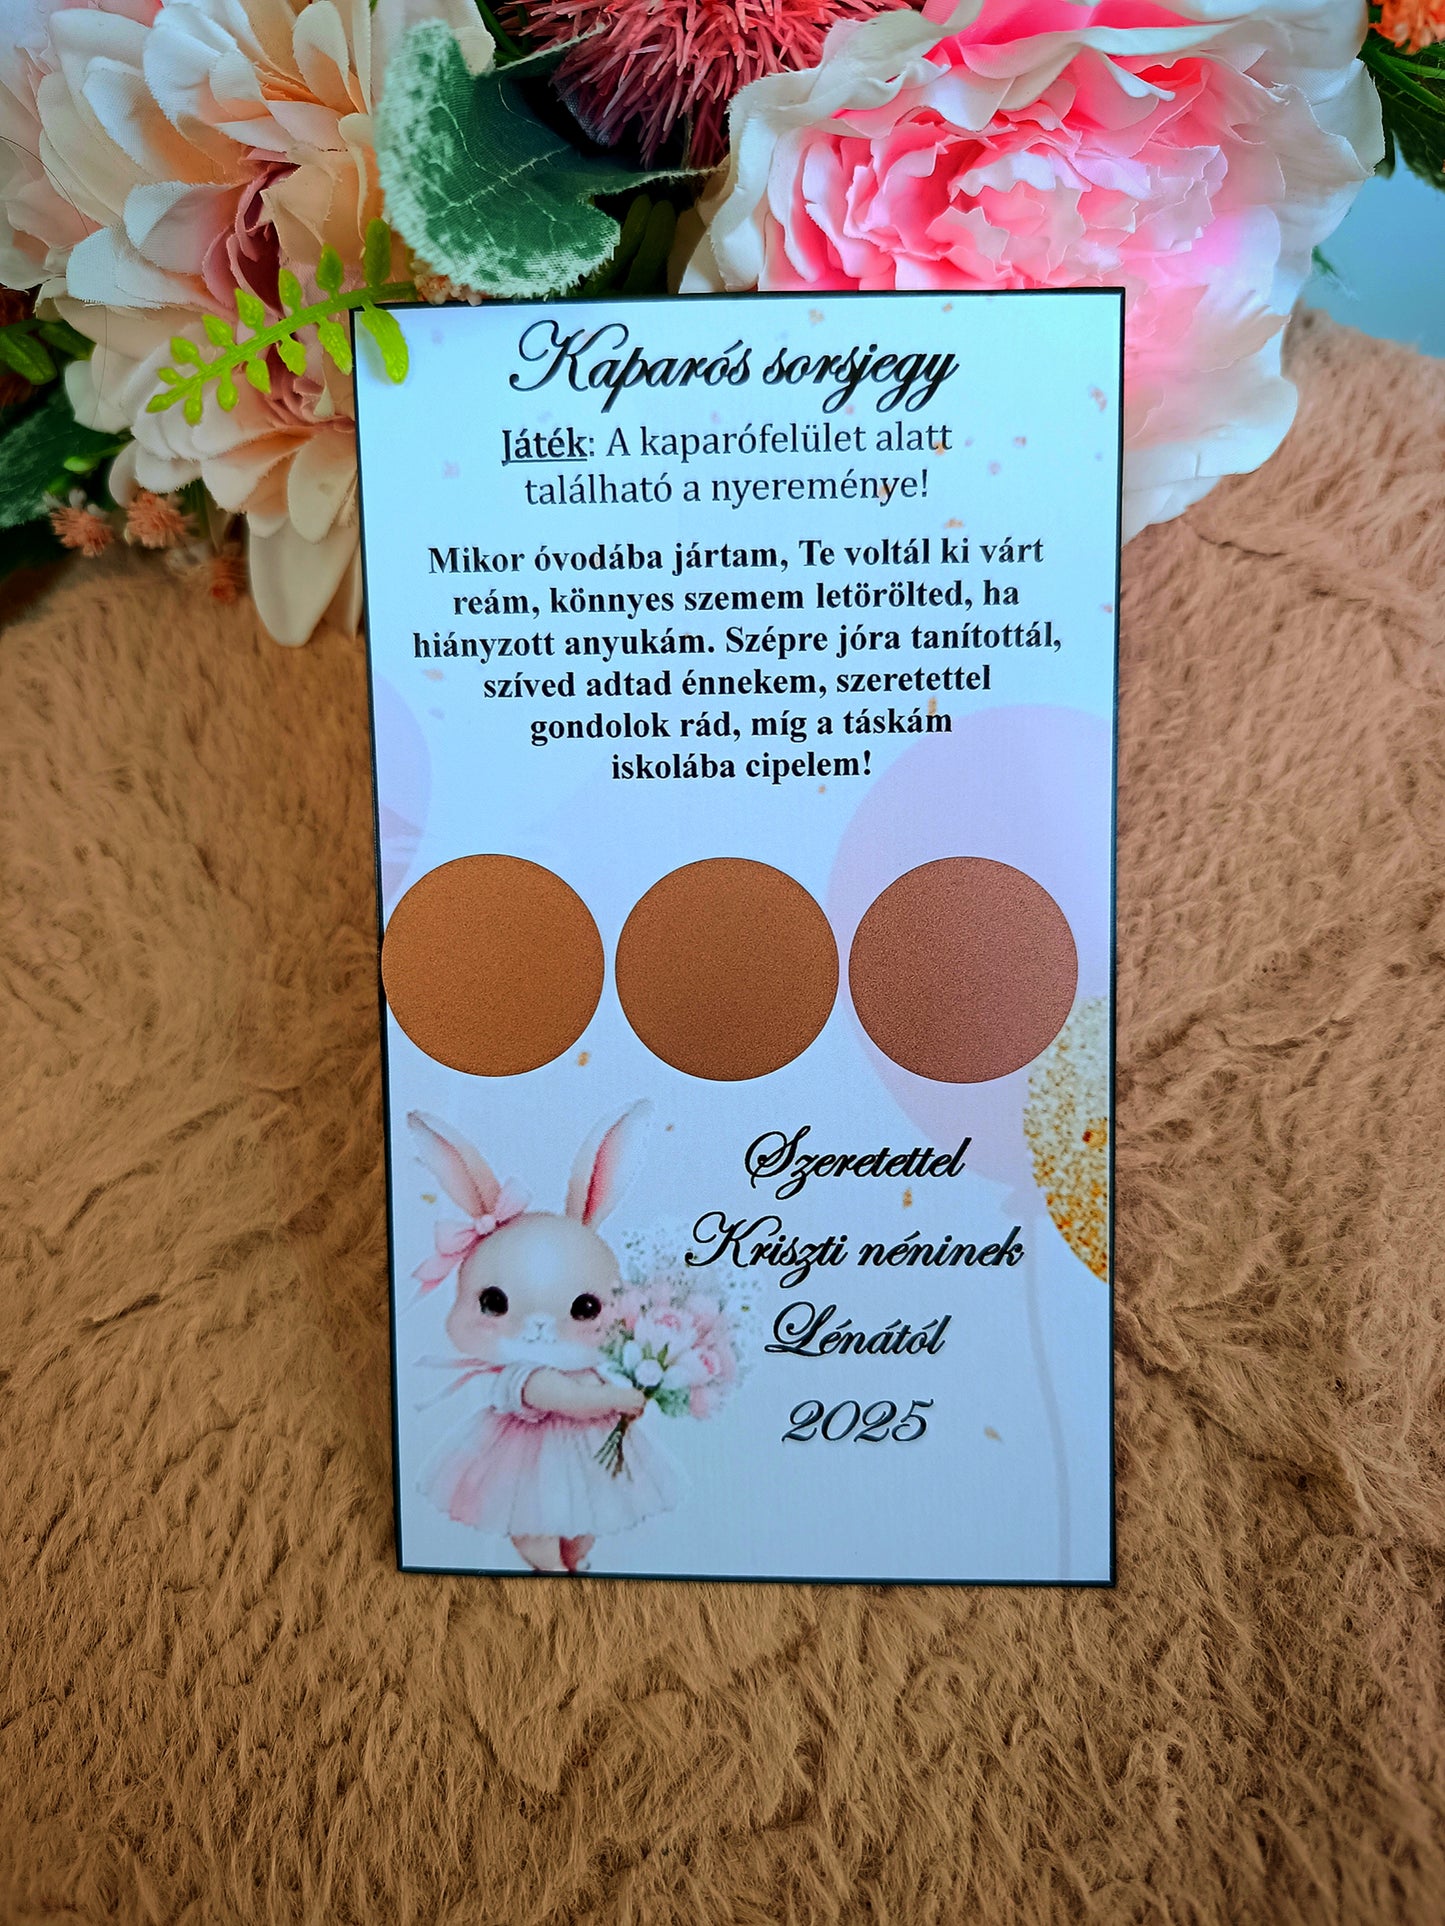 Kaparós sorsjegy
Játék: A kaparófelület alatt
található a nyereménye!
Mikor óvodába jártam, Te voltál ki várt
reám, könnyes szemem letörölted, ha
hiányzott anyukám. Szépre jóra tanítottál,
szíved adtad énnekem, szeretettel
gondolok rád, míg a táskám
iskolába cipelem!
Szeretettel
Kriszti néninek
Lénától
2025